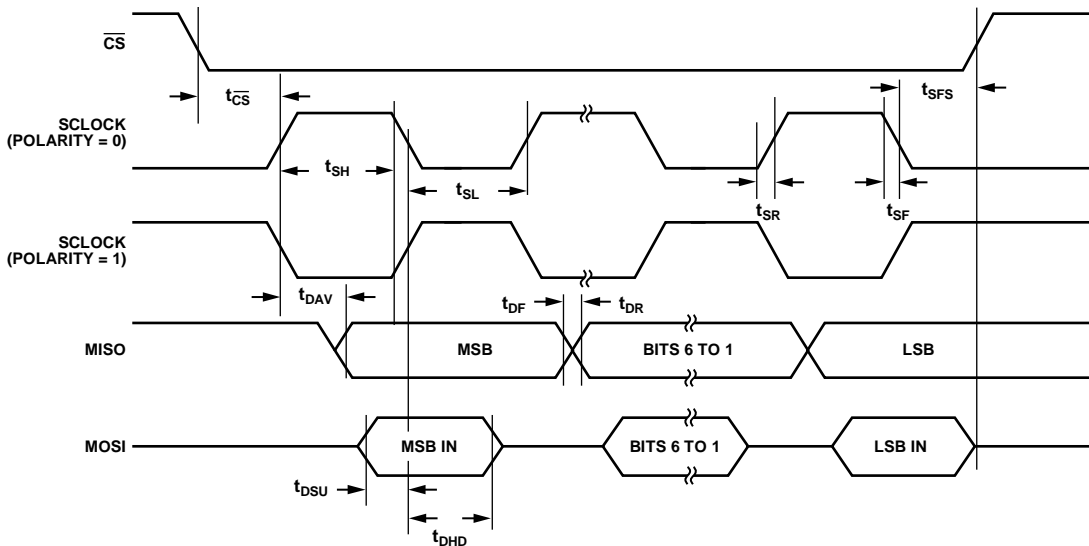 CS
tCS
tSFS
SCLOCK
(POLARITY = 0)
tSH
tSL
tSR
tSF
SCLOCK
(POLARITY = 1)
tDAV
tDF
tDR
MISO
MSB
BITS 6 TO 1
LSB
MOSI
MSB IN
BITS 6 TO 1
LSB IN
tDSU
tDHD